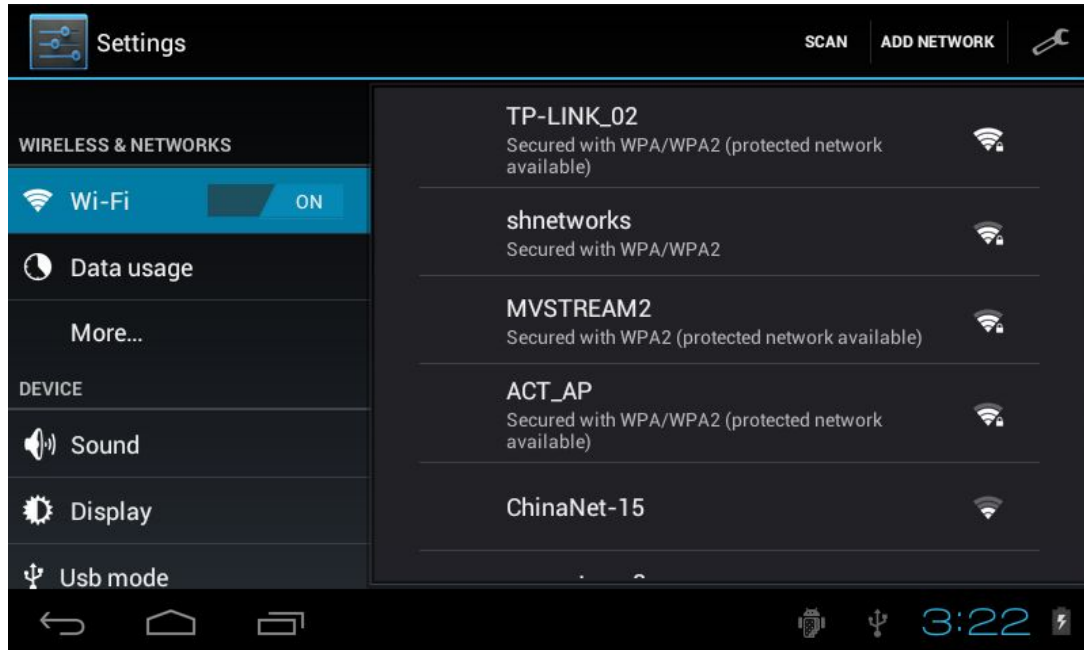 Settings
SCAN
ADD NETWORK
WIRELESS & NETWORKS
Wi-Fi
ON
Data usage
More...
DEVICE
Sound
Display
Usb mode
TP-LINK_02
Secured with WPA/WPA2 (protected network
available)
shnetworks
Secured with WPA/WPA2
MVSTREAM2
Secured with WPA2 (protected network available)
ACT_AP
Secured with WPA/WPA2 (protected network
available)
ChinaNet-15
3:22